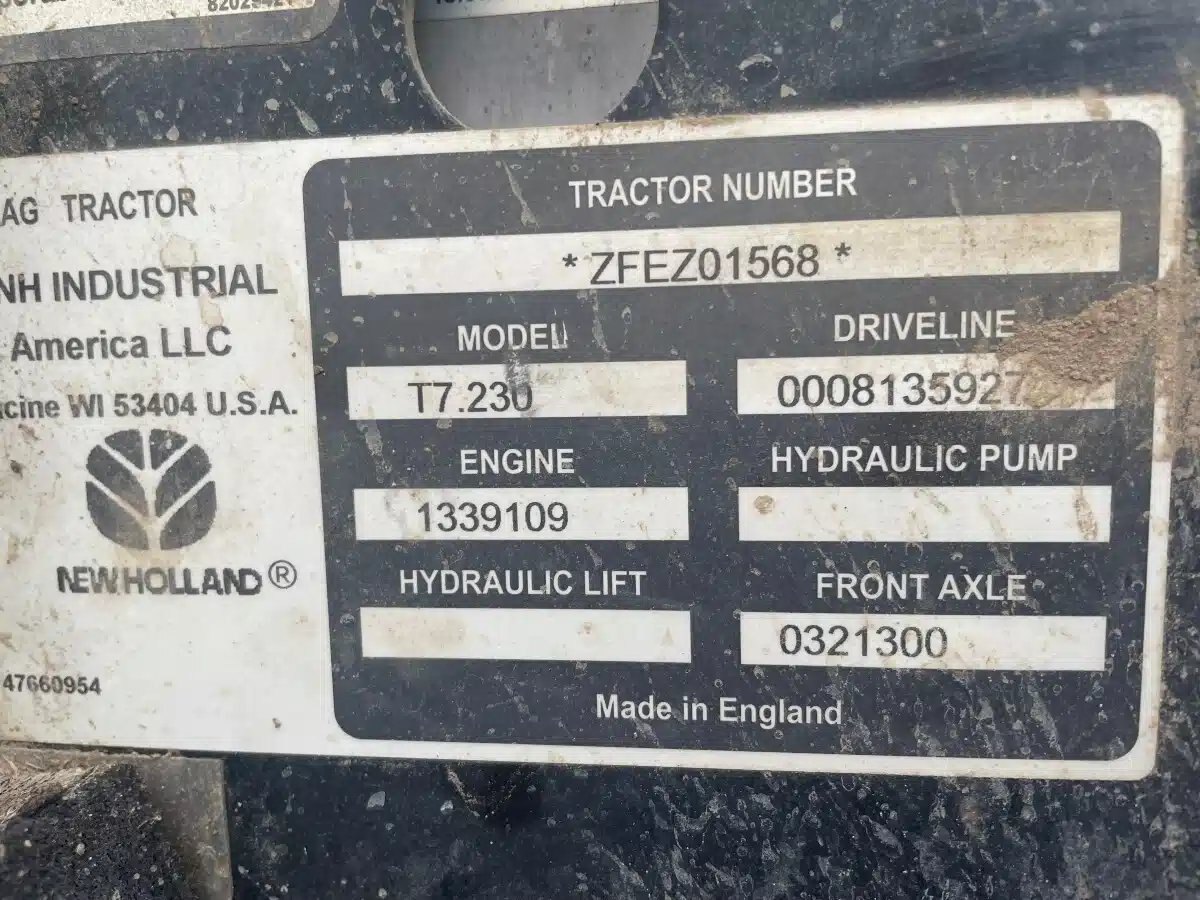 AG TRACTOR
NH INDUSTRIAL
America LLC
cine WI 53404 U.S.A.
NEW HOLLAND®
47660954
TRACTOR NUMBER
*ZFEZ01568*
MODEL
T7.230
DRIVELINE
0008135927
ENGINE
1339109
HYDRAULIC PUMP
HYDRAULIC LIFT
FRONT AXLE
0321300
Made in England